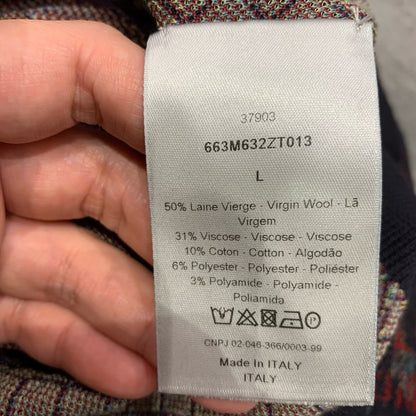 37903
663M632ZT013
L
50% Laine Vierge - Virgin Wool - Lã
Virgem
31% Viscose - Viscose - Viscose
10% Coton - Cotton - Algodão
6% Polyester - Polyester - Poliéster
3% Polyamide - Polyamide -
Poliamida
P
CNPJ 02-046-366/0003-99
Made In ITALY
ITALY